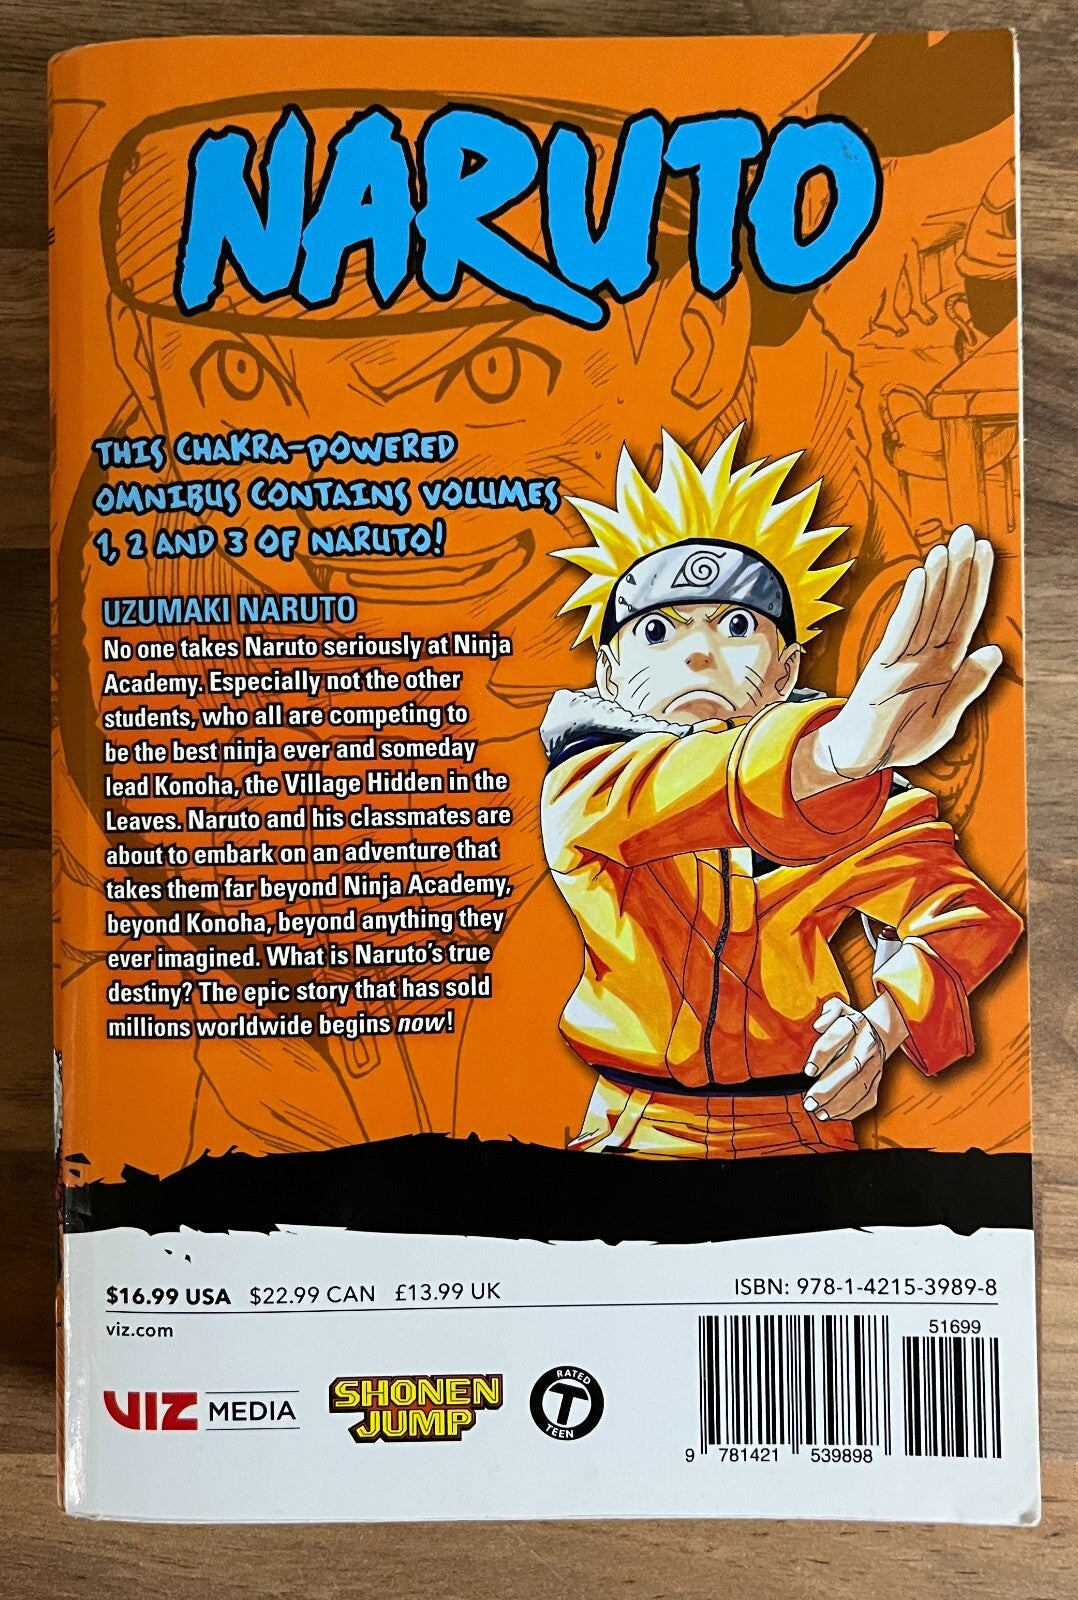 NARUTO
THIS CHAKRA-POWERED
OMNIBUS CONTAINS VOLUMES
1, 2 AND 3 OF NARUTO!
UZUMAKI NARUTO
No one takes Naruto seriously at Ninja
Academy. Especially not the other
students, who all are competing to
be the best ninja ever and someday
lead Konoha, the Village Hidden in the
Leaves. Naruto and his classmates are
about to embark on an adventure that
takes them far beyond Ninja Academy,
beyond Konoha, beyond anything they
ever imagined. What is Naruto's true
destiny? The epic story that has sold
millions worldwide begins now!
$16.99 USA $22.99 CAN £13.99 UK
viz.com
ISBN: 978-1-4215-3989-8
51699
VIZ MEDIA
SHONEN
JUMP
RATED
T
TEEN
9 781421 539898